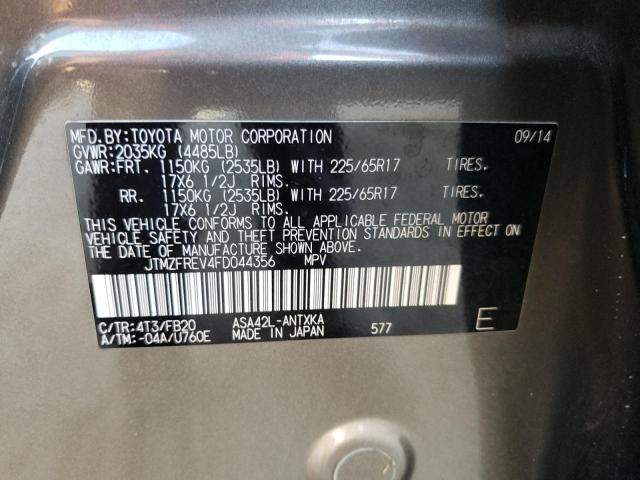 MFD.BY:TOYOTA MOTOR CORPORATION 09/14
GVWR:2035KG (4485LB)
GAWR:FRT. 1150KG (2535LB) WITH 225/65R17 TIRES.
17X6 1/2J RIMS.
RR. 1150KG (2535LB) WITH 225/65R17 TIRES.
17X6 1/2J RIMS.
THIS VEHICLE CONFORMS TO ALL APPLICABLE FEDERAL MOTOR
VEHICLE SAFETY AND THEFT PREVENTION STANDARDS IN EFFECT ON
THE DATE OF MANUFACTURE SHOWN ABOVE.
JTMZFREV4FD044356 MPV
C/TR:4T3/FB20 ASA42L-ANTXKA
A/TM:-04A/U760E MADE IN JAPAN 577 E